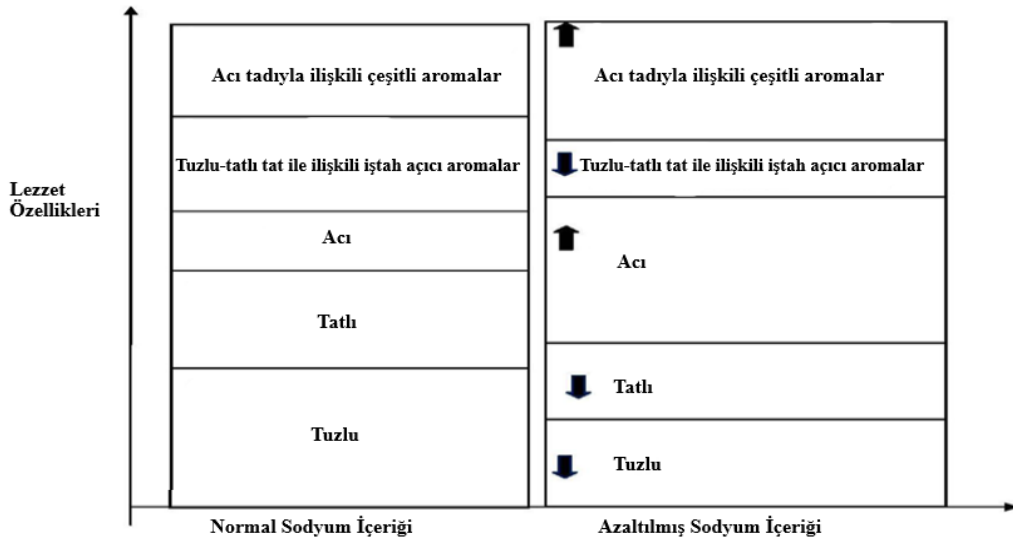 Lezzet
Özellikleri
Acı tadıyla ilişkili çeşitli aromalar
Tuzlu-tatlı tat ile ilişkili iştah açıcı aromalar
Acı
Tatlı
Tuzlu
Normal Sodyum İçeriği
Acı tadıyla ilişkili çeşitli aromalar
Tuzlu-tatlı tat ile ilişkili iştah açıcı aromalar
Acı
Tatlı
Tuzlu
Azaltılmış Sodyum İçeriği